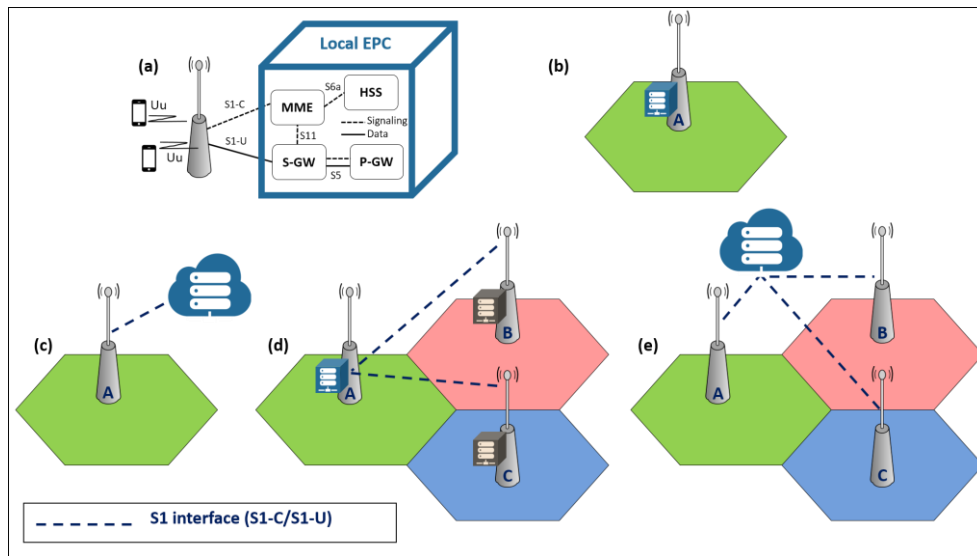 Local EPC
(a)
Uu
Uu
S1-C
S1-U
MME
S6a
HSS
Signaling
Data
S11
S-GW
S5
P-GW
(b)
A
(c)
A
(d)
A
B
C
(e)
A
B
C
S1 interface (S1-C/S1-U)